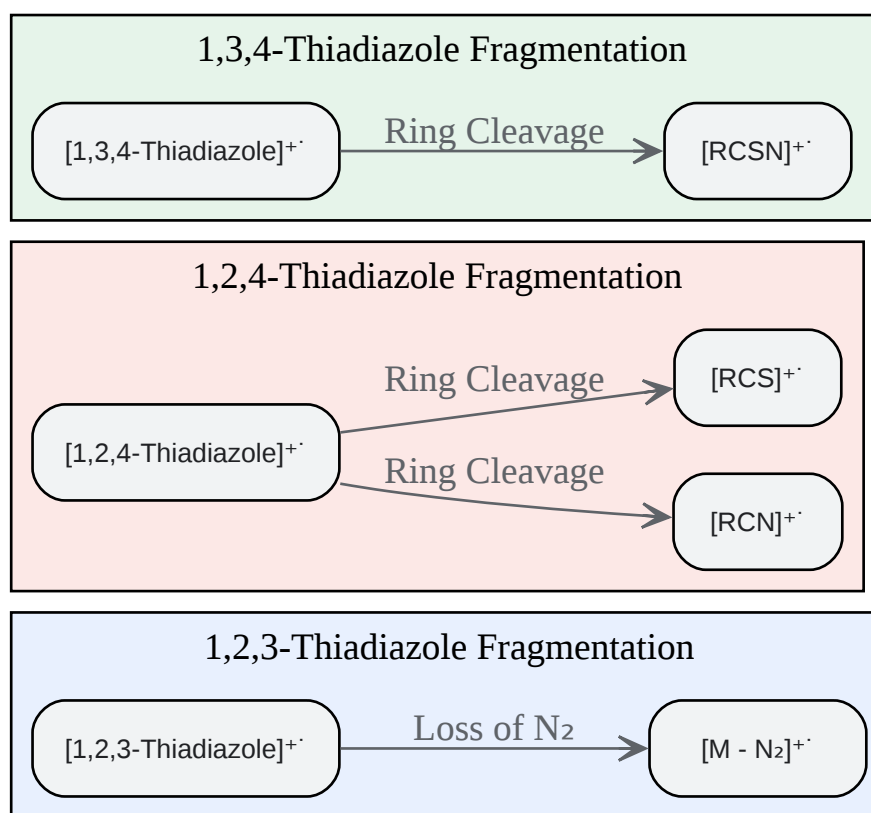 1,3,4-Thiadiazole Fragmentation
[1,3,4-Thiadiazole]⁺˙
Ring Cleavage
[RCSN]⁺˙
1,2,4-Thiadiazole Fragmentation
[1,2,4-Thiadiazole]⁺˙
Ring Cleavage
[RCS]⁺˙
Ring Cleavage
[RCN]⁺˙
1,2,3-Thiadiazole Fragmentation
[1,2,3-Thiadiazole]⁺˙
Loss of N₂
[M - N₂]⁺˙